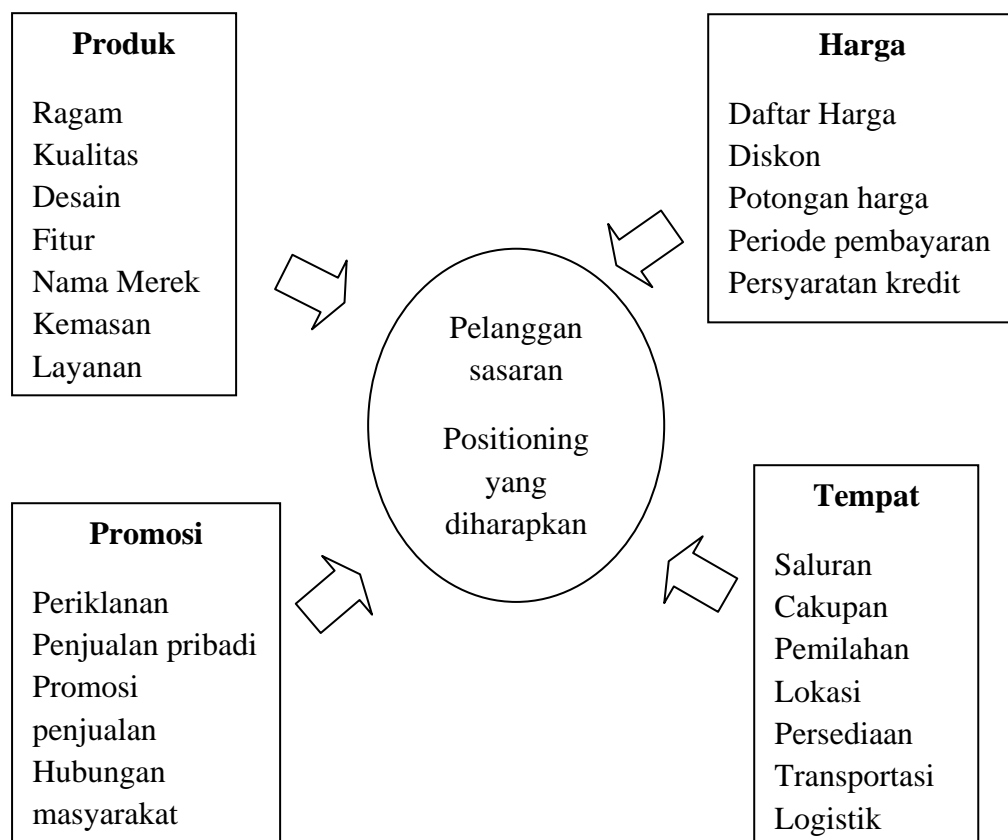 Produk
Ragam
Kualitas
Desain
Fitur
Nama Merek
Kemasan
Layanan
Harga
Daftar Harga
Diskon
Potongan harga
Periode pembayaran
Persyaratan kredit
Pelanggan
sasaran
Positioning
yang
diharapkan
Promosi
Periklanan
Penjualan pribadi
Promosi
penjualan
Hubungan
masyarakat
Tempat
Saluran
Cakupan
Pemilahan
Lokasi
Persediaan
Transportasi
Logistik